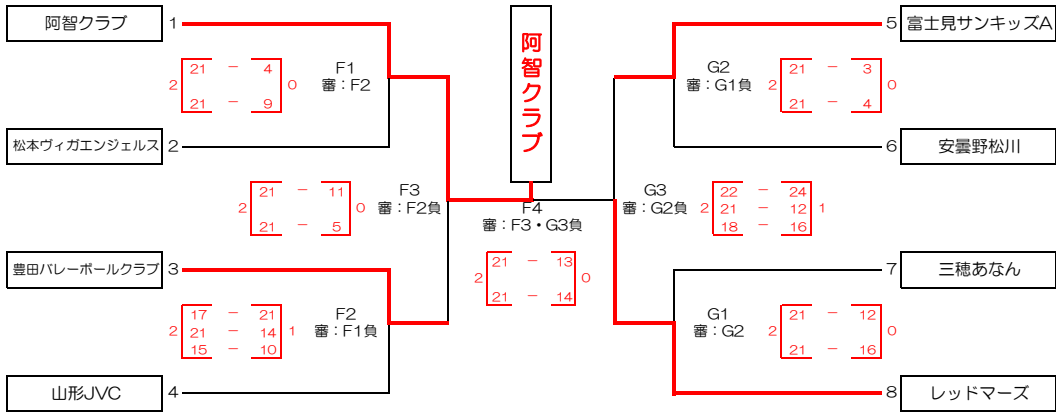 阿智クラブ 1
21 － 4
2 0
21 － 9
F1
審：F2
松本ヴィガエンジェルス 2
21 － 11
2 0
21 － 5
F3
審：F2負
豊田バレーボールクラブ 3
17 － 21
2 21 － 14 1
15 － 10
F2
審：F1負
山形JVC 4
阿智クラブ
F4
審：F3・G3負
21 － 13
2 0
21 － 14
5 富士見サンキッズA
G2
審：G1負
21 － 3
2 0
21 － 4
6 安曇野松川
G3
審：G2負
22 － 24
2 21 － 12 1
18 － 16
7 三穂あなん
G1
審：G2
21 － 12
2 0
21 － 16
8 レッドマーズ